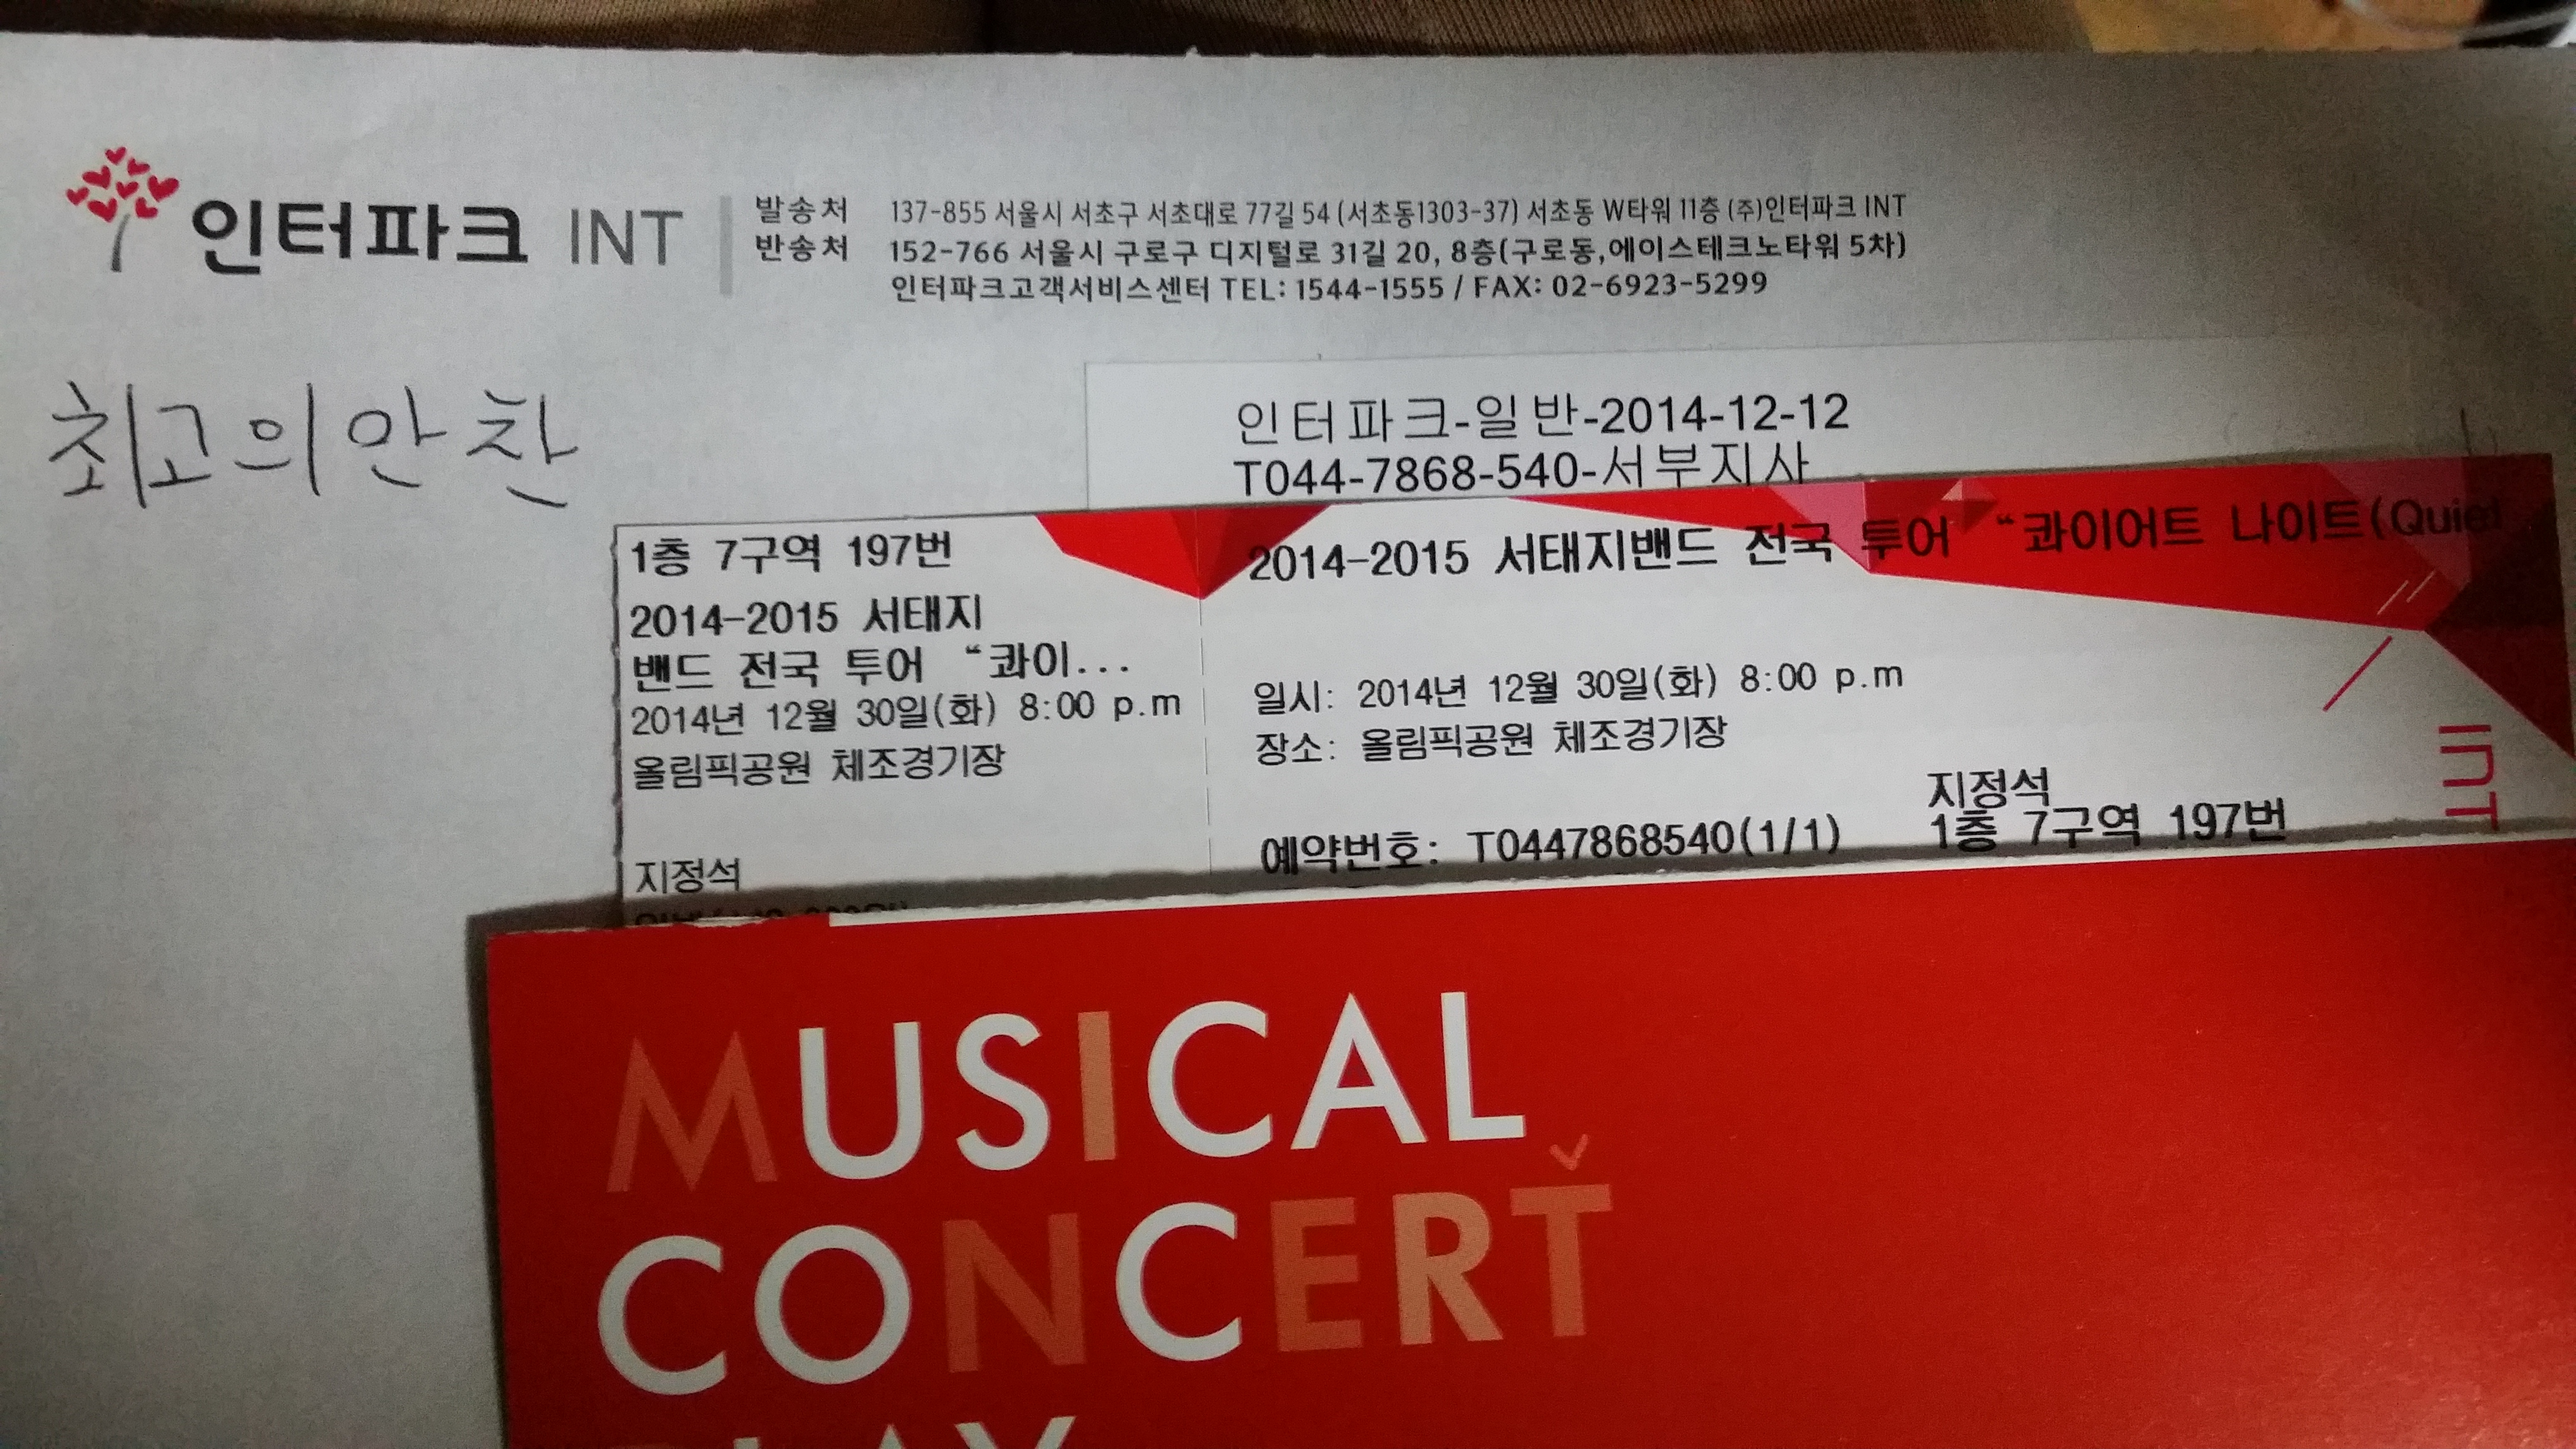 인터파크 INT
발송처 137-855 서울시 서초구 서초대로 77길 54 (서초동1303-37) 서초동 W타워 11층 (주)인터파크 INT
반송처 152-766 서울시 구로구 디지털로 31길 20, 8층(구로동,에이스테크노타워 5차)
인터파크고객서비스센터 TEL: 1544-1555 / FAX: 02-6923-5299
최고의안찬
인터파크-일반-2014-12-12
T044-7868-540-서부지사
1층 7구역 197번
2014-2015 서태지
밴드 전국 투어 “콰이...
2014년 12월 30일(화) 8:00 p.m
올림픽공원 체조경기장
지정석
2014-2015 서태지밴드 전국 투어 “콰이어트 나이트(Quiet
일시: 2014년 12월 30일(화) 8:00 p.m
장소: 올림픽공원 체조경기장
지정석
예약번호: T0447868540(1/1) 1층 7구역 197번
INT
MUSICAL
CONCERT